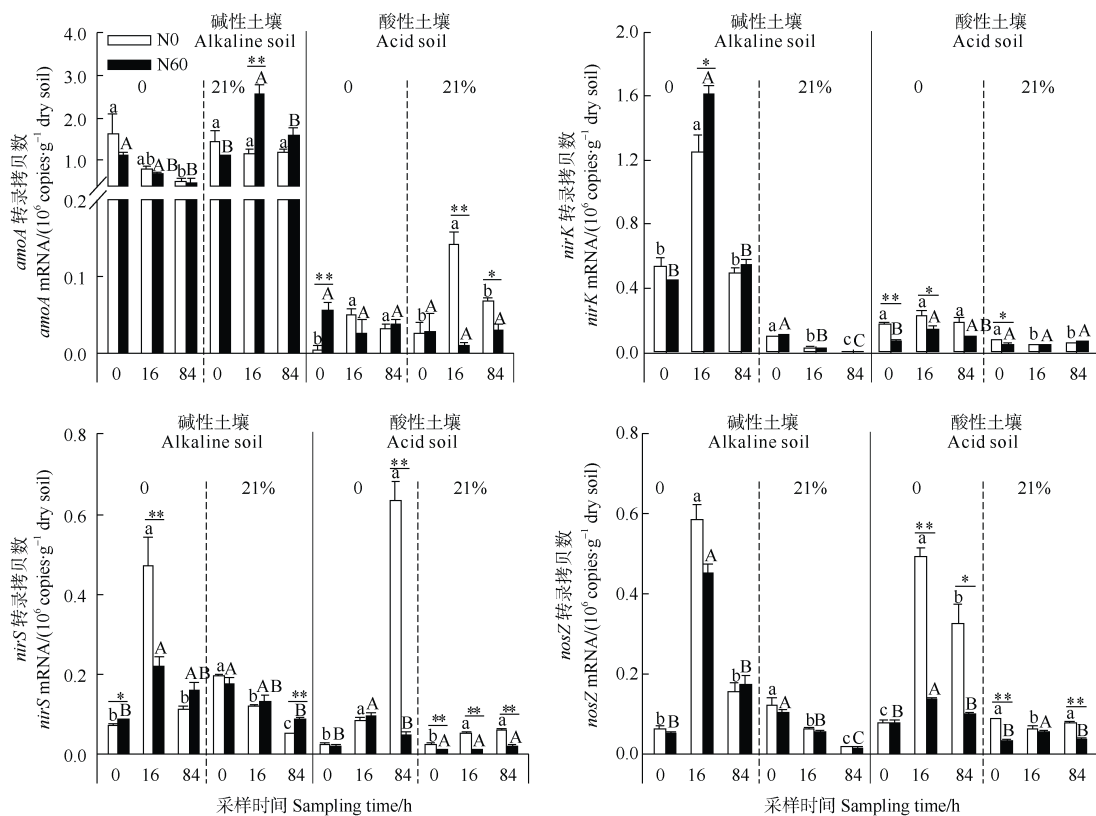 碱性土壤
Alkaline soil
酸性土壤
Acid soil
N0
N60
0
21%
0
21%
amoA 转录拷贝数
amoA mRNA/(10⁶ copies·g⁻¹ dry soil)
4.0
3.0
2.0
1.0
0.2
0.1
0.0
a A ab AB b B a B a A ** a B
b A ** a A a A b A a A ** b A *
0 16 84 0 16 84 0 16 84 0 16 84
碱性土壤
Alkaline soil
酸性土壤
Acid soil
0
21%
0
21%
nirK 转录拷贝数
nirK mRNA/(10⁶ copies·g⁻¹ dry soil)
2.0
1.6
1.2
0.8
0.4
0.0
b B a A * b B a A b B c C
a B ** a A * a AB a A * b A b A
0 16 84 0 16 84 0 16 84 0 16 84
碱性土壤
Alkaline soil
酸性土壤
Acid soil
0
21%
0
21%
nirS 转录拷贝数
nirS mRNA/(10⁶ copies·g⁻¹ dry soil)
0.8
0.6
0.4
0.2
0.0
b B * a A ** b AB a A b AB c B **
b B a A a B ** b A ** a A ** a A **
0 16 84 0 16 84 0 16 84 0 16 84
采样时间 Sampling time/h
碱性土壤
Alkaline soil
酸性土壤
Acid soil
0
21%
0
21%
nosZ 转录拷贝数
nosZ mRNA/(10⁶ copies·g⁻¹ dry soil)
0.8
0.6
0.4
0.2
0.0
b B a A b B a A b B c C
c B a A ** b B * a B ** b A a B **
0 16 84 0 16 84 0 16 84 0 16 84
采样时间 Sampling time/h